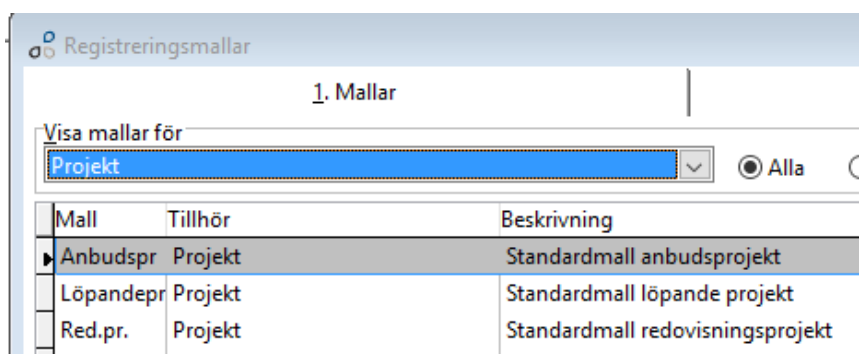 Registreringsmallar
1. Mallar
Visa mallar för
Projekt Alla
Mall Tillhör Beskrivning
Anbudspr Projekt Standardmall anbudsprojekt
Löpandepr Projekt Standardmall löpande projekt
Red.pr. Projekt Standardmall redovisningsprojekt